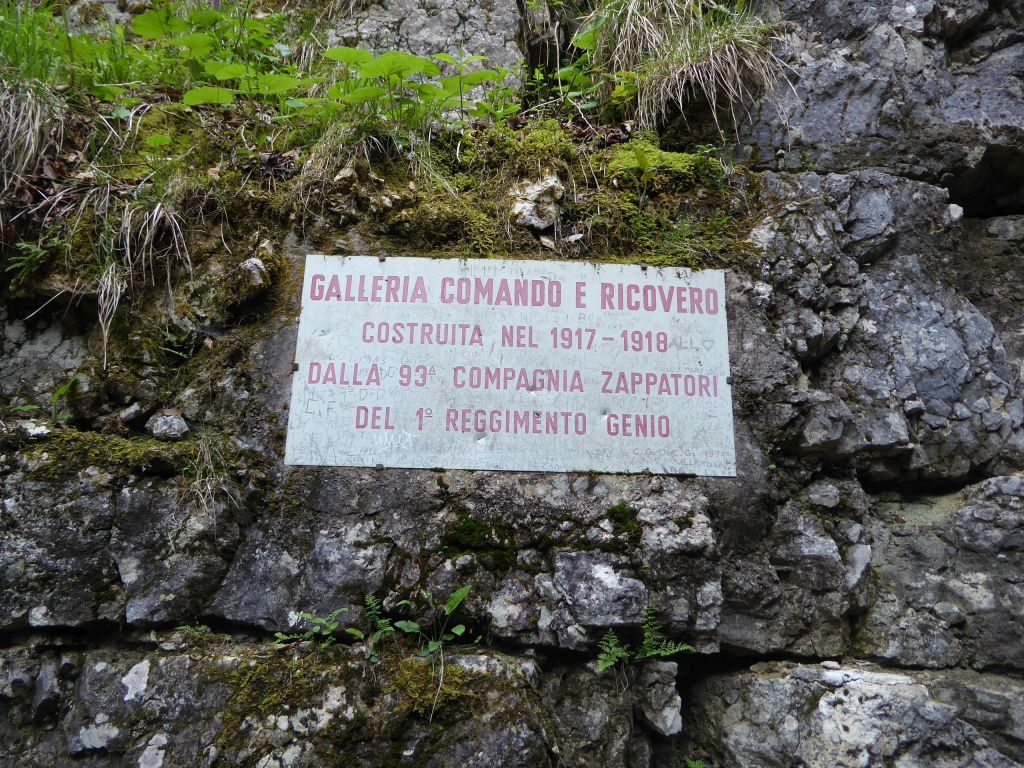 GALLERIA COMANDO E RICOVERO
COSTRUITA NEL 1917-1918
DALLA 93ª COMPAGNIA ZAPPATORI
DEL 1º REGGIMENTO GENIO